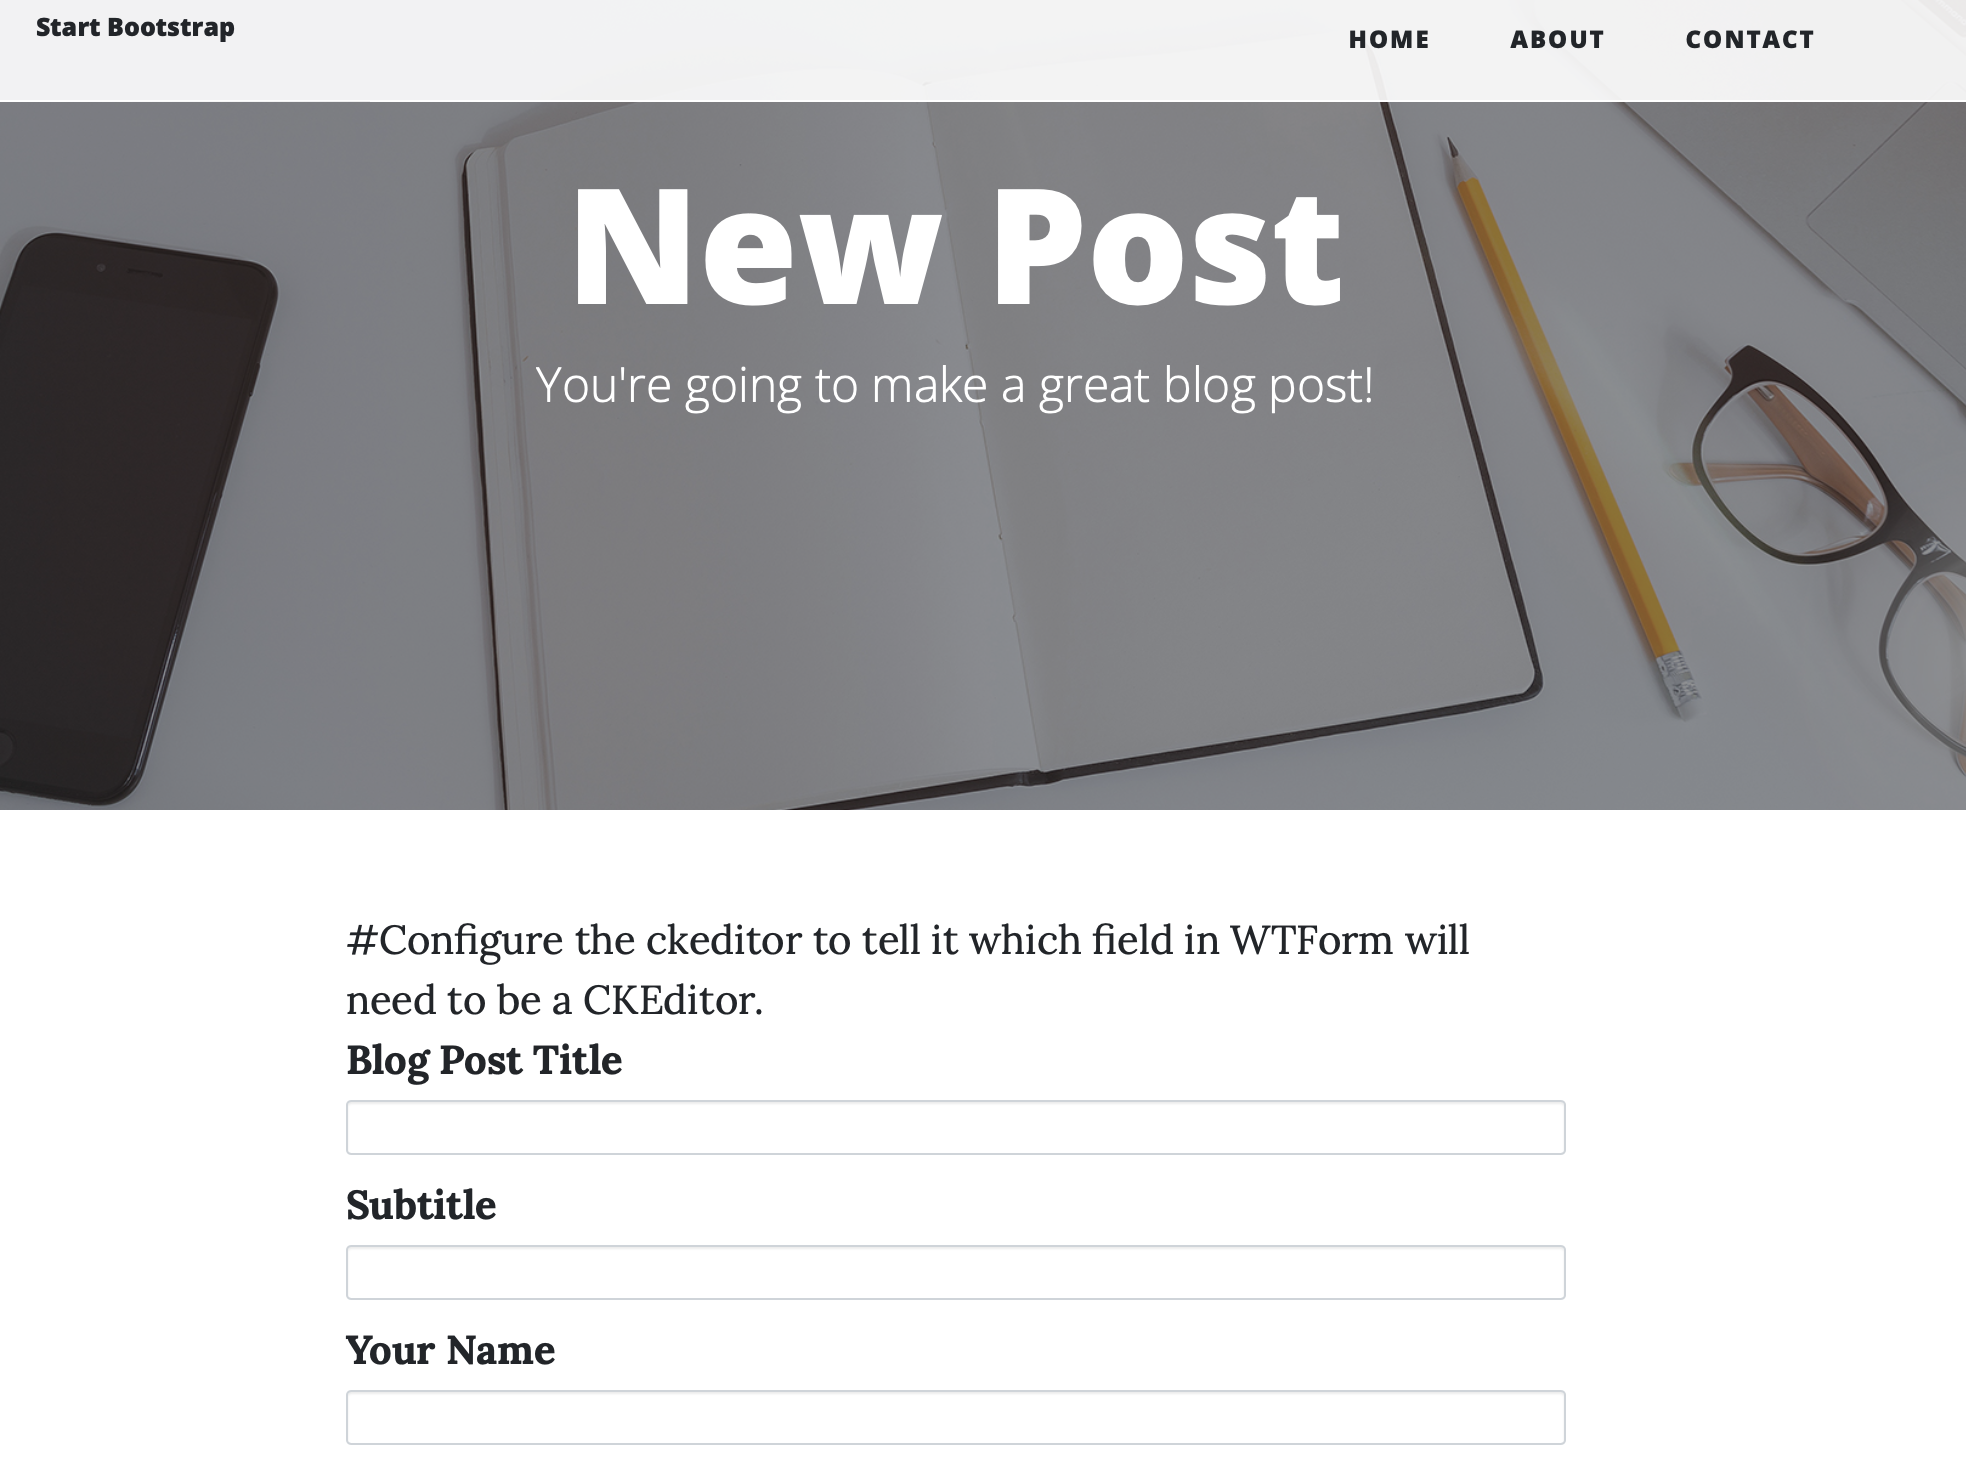 Start Bootstrap
HOME ABOUT CONTACT
New Post
You're going to make a great blog post!
#Configure the ckeditor to tell it which field in WTForm will
need to be a CKEditor.
Blog Post Title
Subtitle
Your Name